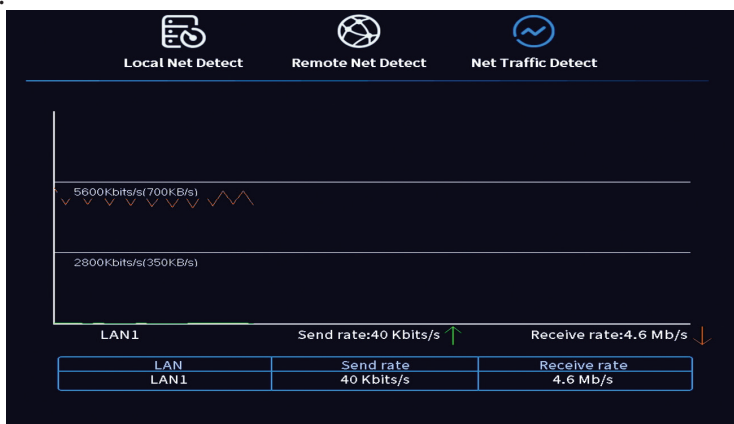 Local Net Detect Remote Net Detect Net Traffic Detect
5600Kbits/s(700KB/s)
2800Kbits/s(350KB/s)
LAN1 Send rate:40 Kbits/s Receive rate:4.6 Mb/s
LAN Send rate Receive rate
LAN1 40 Kbits/s 4.6 Mb/s